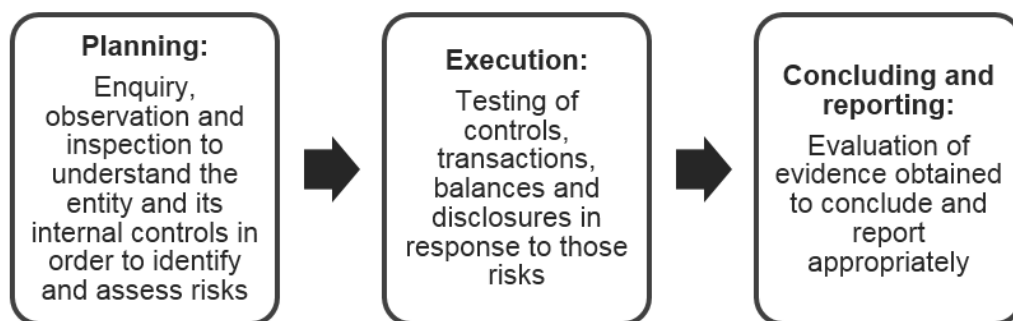 Planning:
Enquiry,
observation and
inspection to
understand the
entity and its
internal controls in
order to identify
and assess risks
Execution:
Testing of
controls,
transactions,
balances and
disclosures in
response to those
risks
Concluding and
reporting:
Evaluation of
evidence obtained
to conclude and
report
appropriately